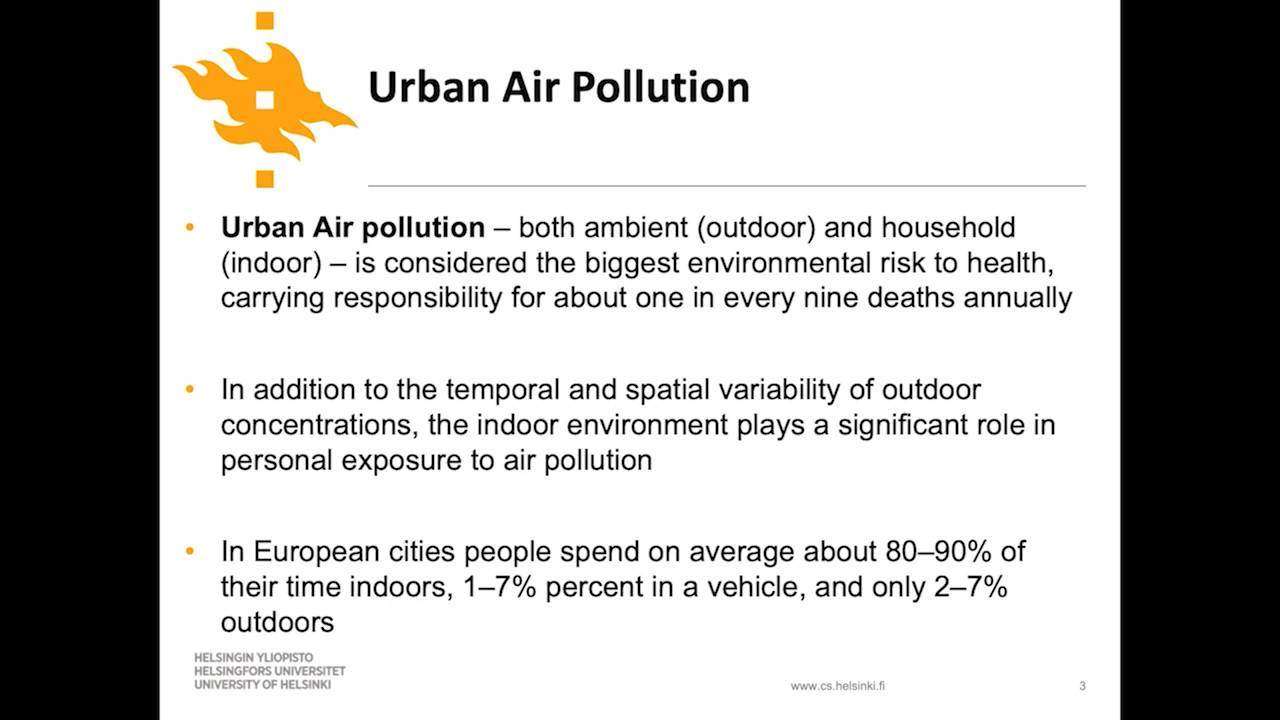 Urban Air Pollution
• Urban Air pollution – both ambient (outdoor) and household
(indoor) – is considered the biggest environmental risk to health,
carrying responsibility for about one in every nine deaths annually
• In addition to the temporal and spatial variability of outdoor
concentrations, the indoor environment plays a significant role in
personal exposure to air pollution
• In European cities people spend on average about 80–90% of
their time indoors, 1–7% percent in a vehicle, and only 2–7%
outdoors
HELSINGIN YLIOPISTO
HELSINGFORS UNIVERSITET
UNIVERSITY OF HELSINKI
www.cs.helsinki.fi
3